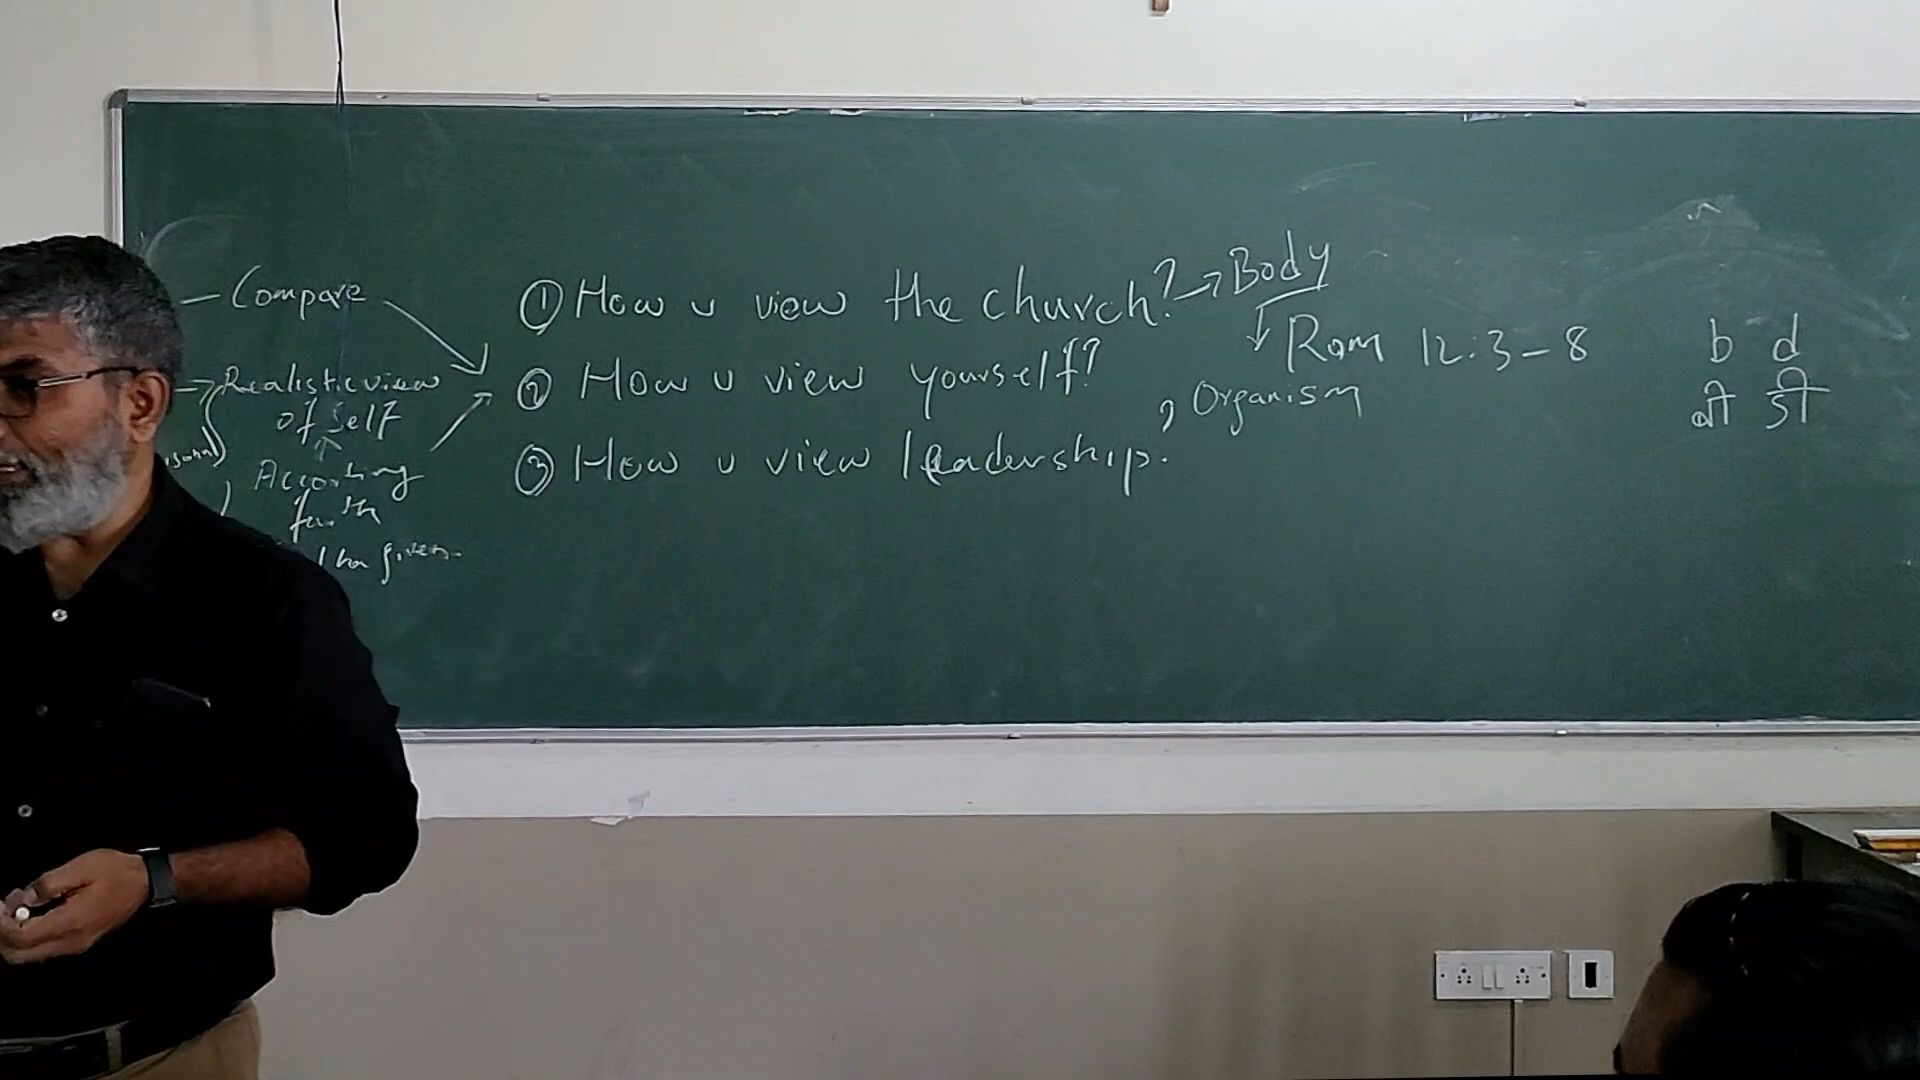 – Compare
→ Realistic view
of Self
According
faith
given.
① How u view the church? → Body
② How u view yourself?
③ How u view leadership.
Rom 12:3-8
, Organism
b d